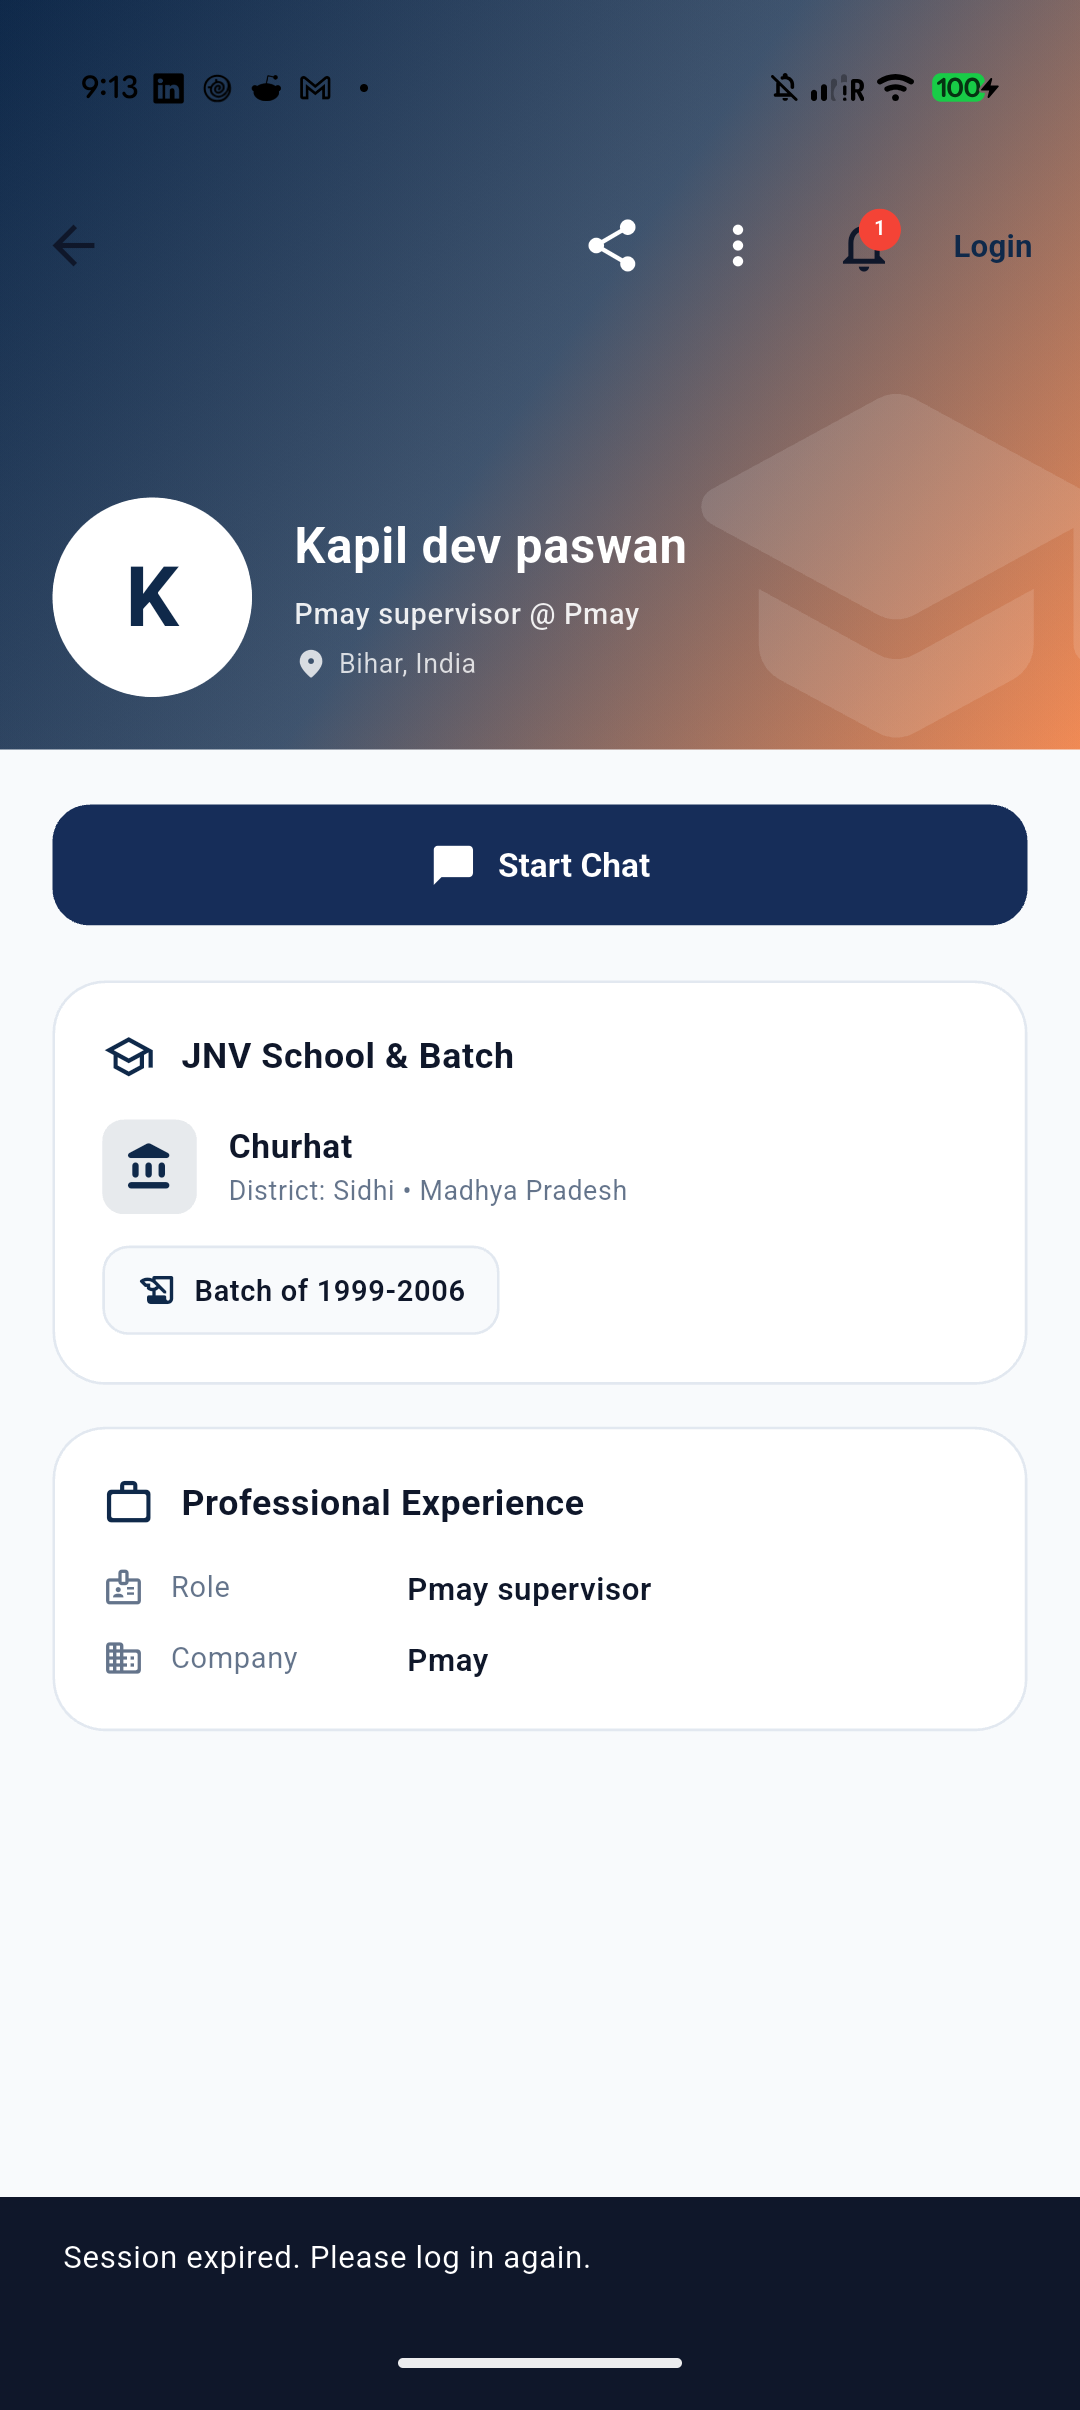 9:13
R
100
1
Login
K
Kapil dev paswan
Pmay supervisor @ Pmay
Bihar, India
Start Chat
JNV School & Batch
Churhat
District: Sidhi • Madhya Pradesh
Batch of 1999-2006
Professional Experience
Role
Pmay supervisor
Company
Pmay
Session expired. Please log in again.